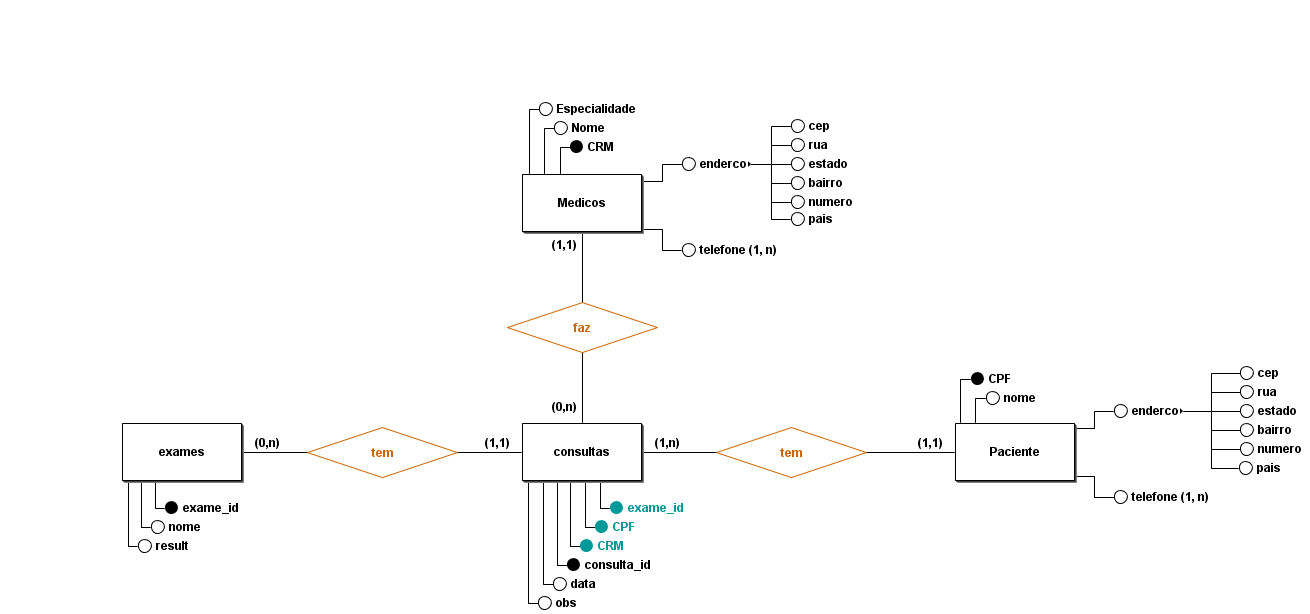 Especialidade
Nome
CRM
Medicos
enderco
cep
rua
estado
bairro
numero
pais
telefone (1, n)
(1,1)
faz
(0,n)
exames
(0,n)
tem
(1,1)
consultas
(1,n)
tem
(1,1)
Paciente
CPF
nome
enderco
cep
rua
estado
bairro
numero
pais
telefone (1, n)
exame_id
nome
result
exame_id
CPF
CRM
consulta_id
data
obs